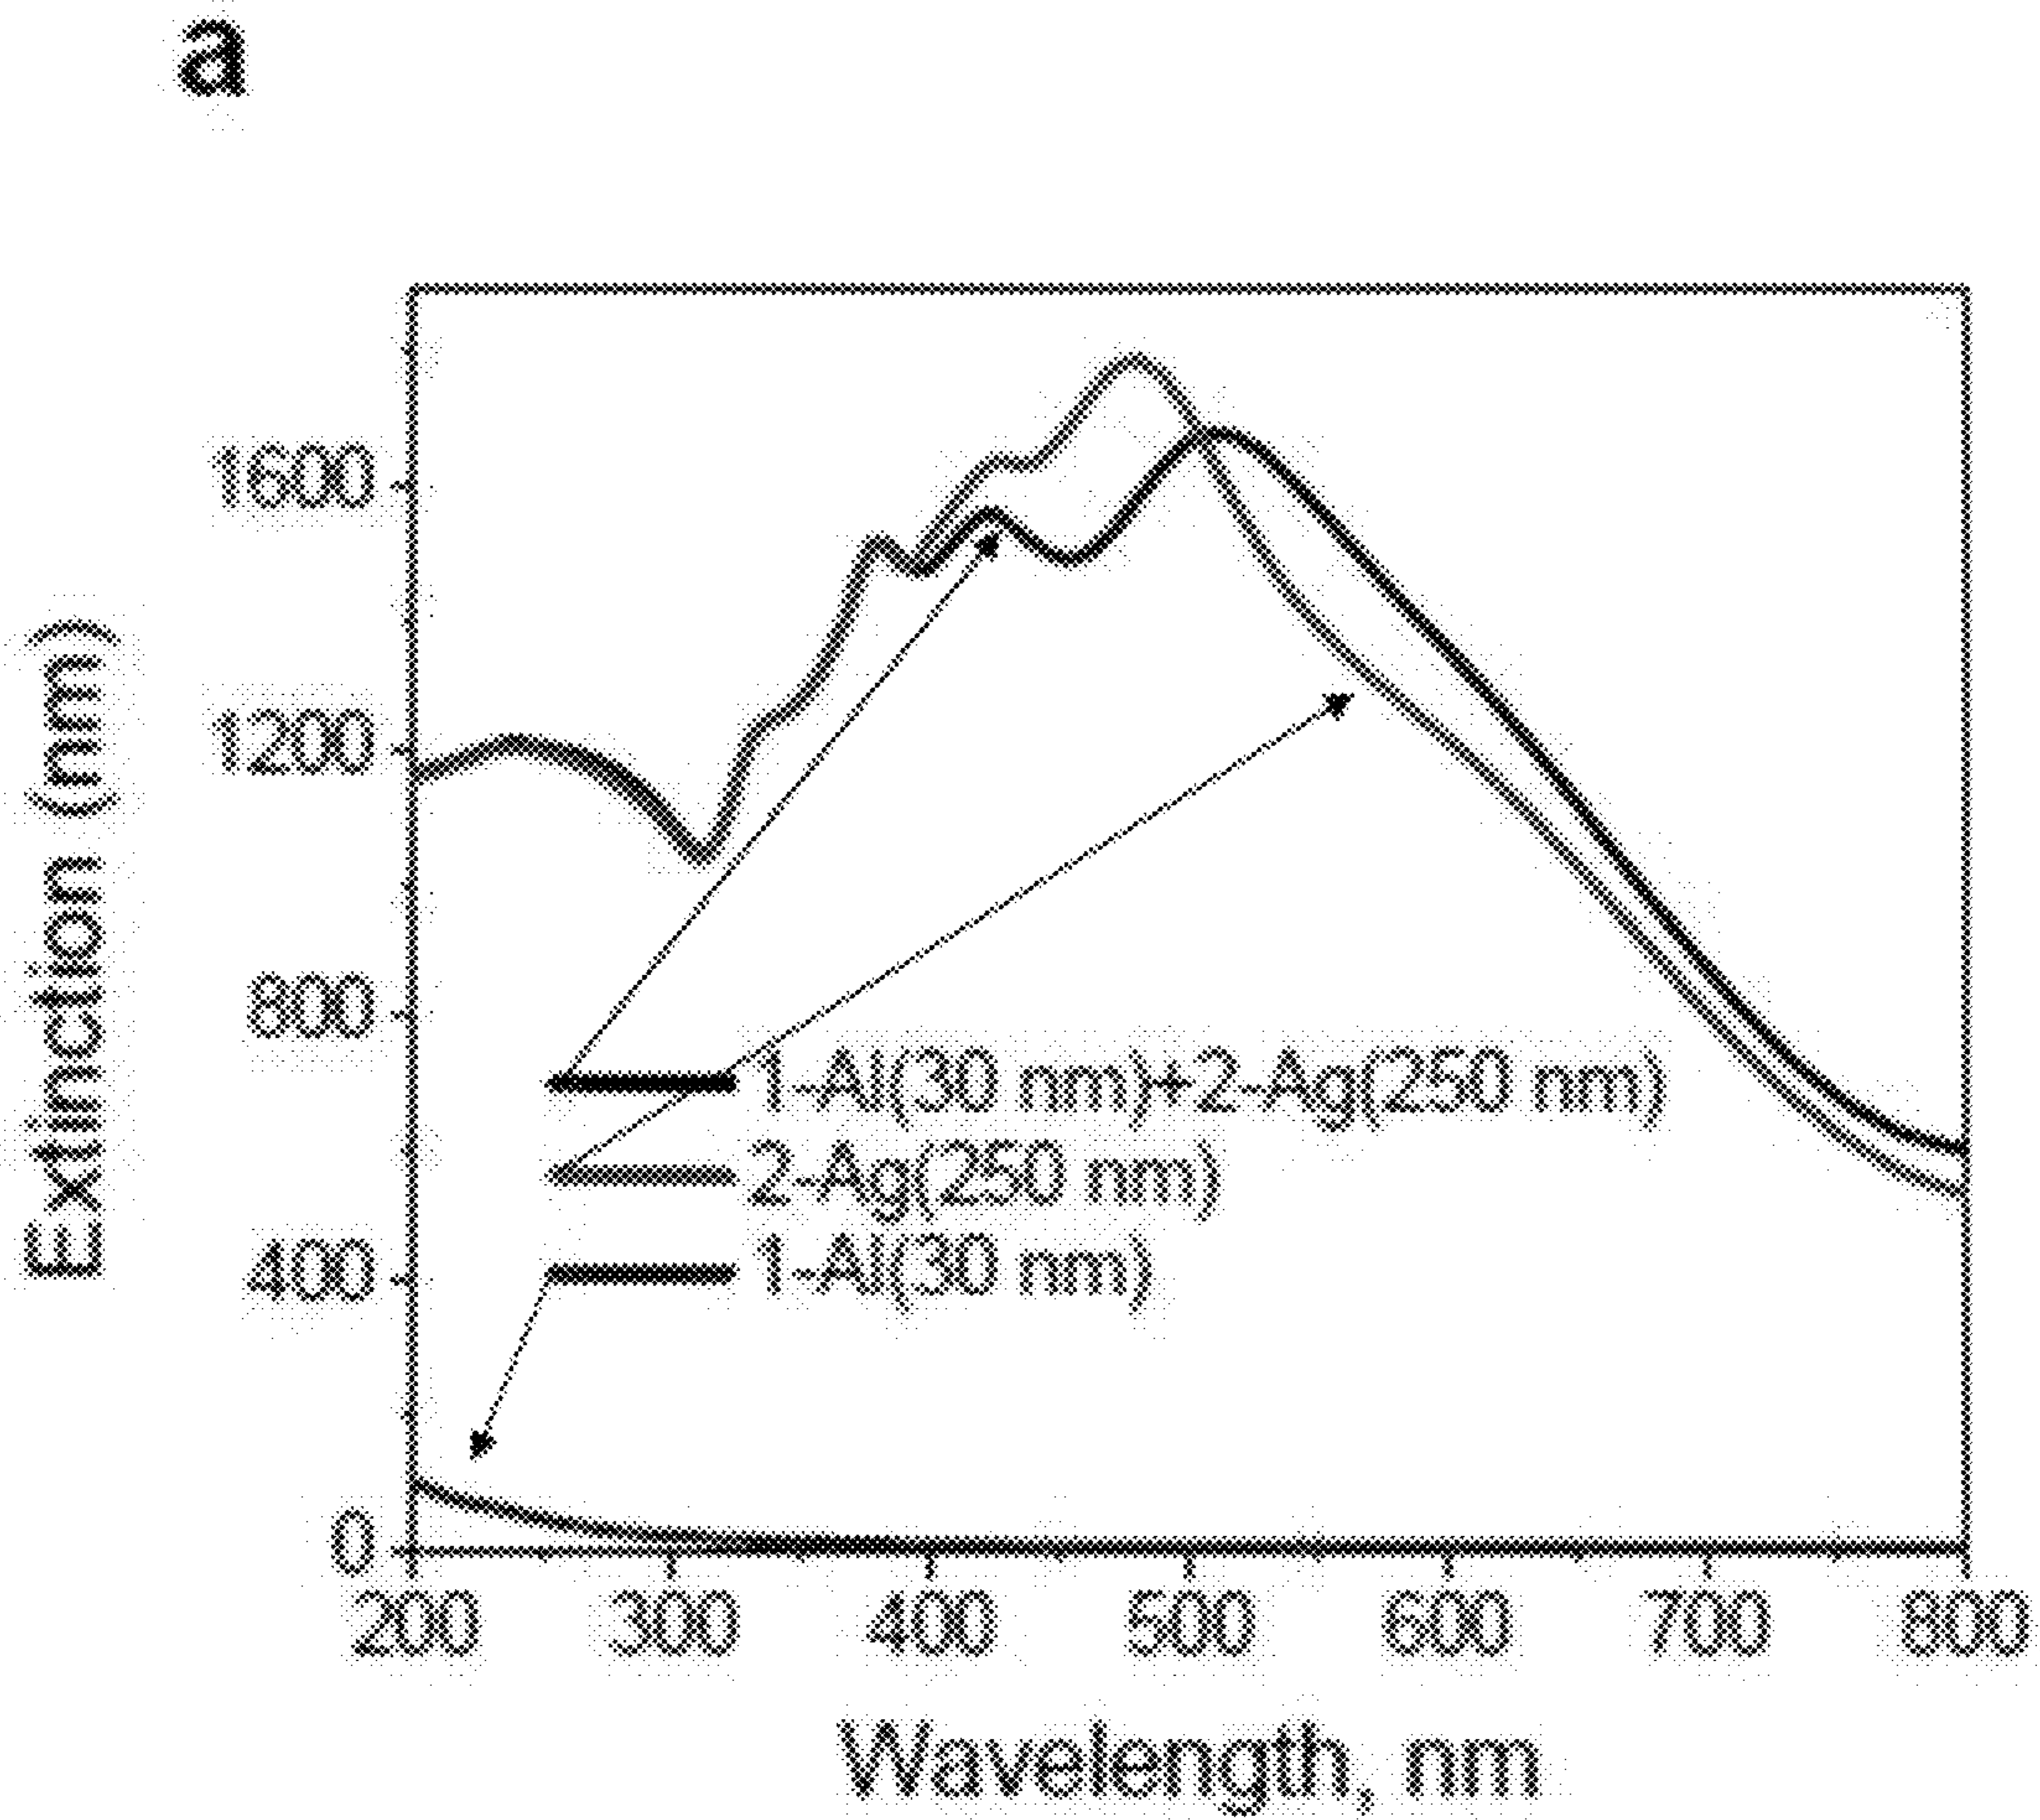 a
Extinction (nm)
1600
1200
800
400
0
1-Al(30 nm)+2-Ag(250 nm)
2-Ag(250 nm)
1-Al(30 nm)
200 300 400 500 600 700 800
Wavelength, nm